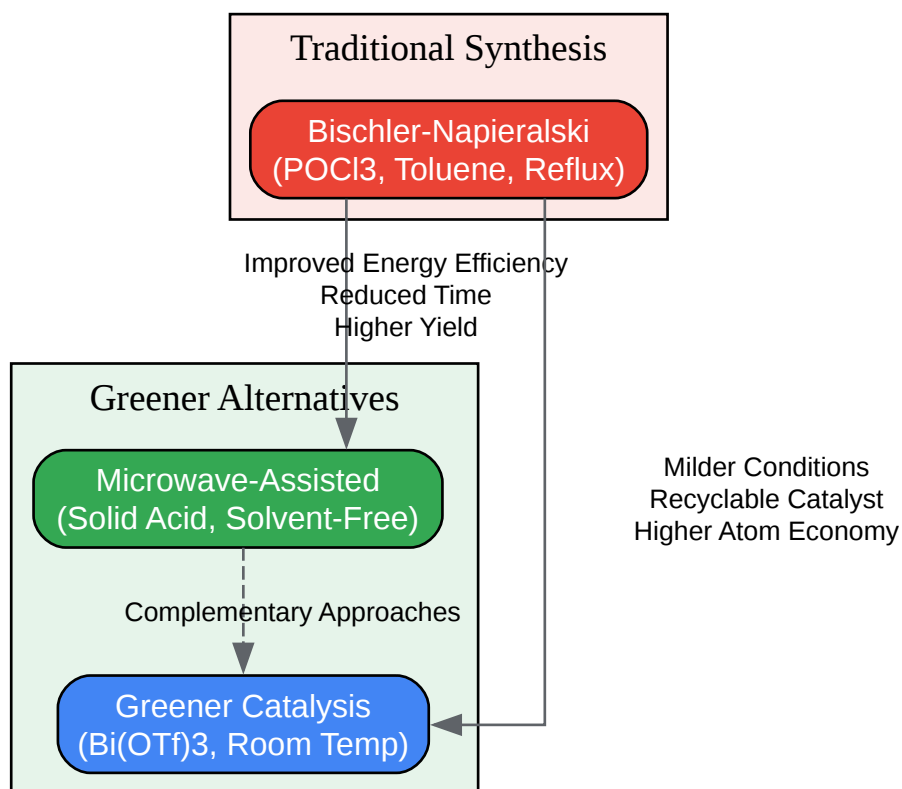 Traditional Synthesis
Bischler-Napieralski
(POCl3, Toluene, Reflux)
Improved Energy Efficiency
Reduced Time
Higher Yield
Greener Alternatives
Microwave-Assisted
(Solid Acid, Solvent-Free)
Milder Conditions
Recyclable Catalyst
Higher Atom Economy
Complementary Approaches
Greener Catalysis
(Bi(OTf)3, Room Temp)